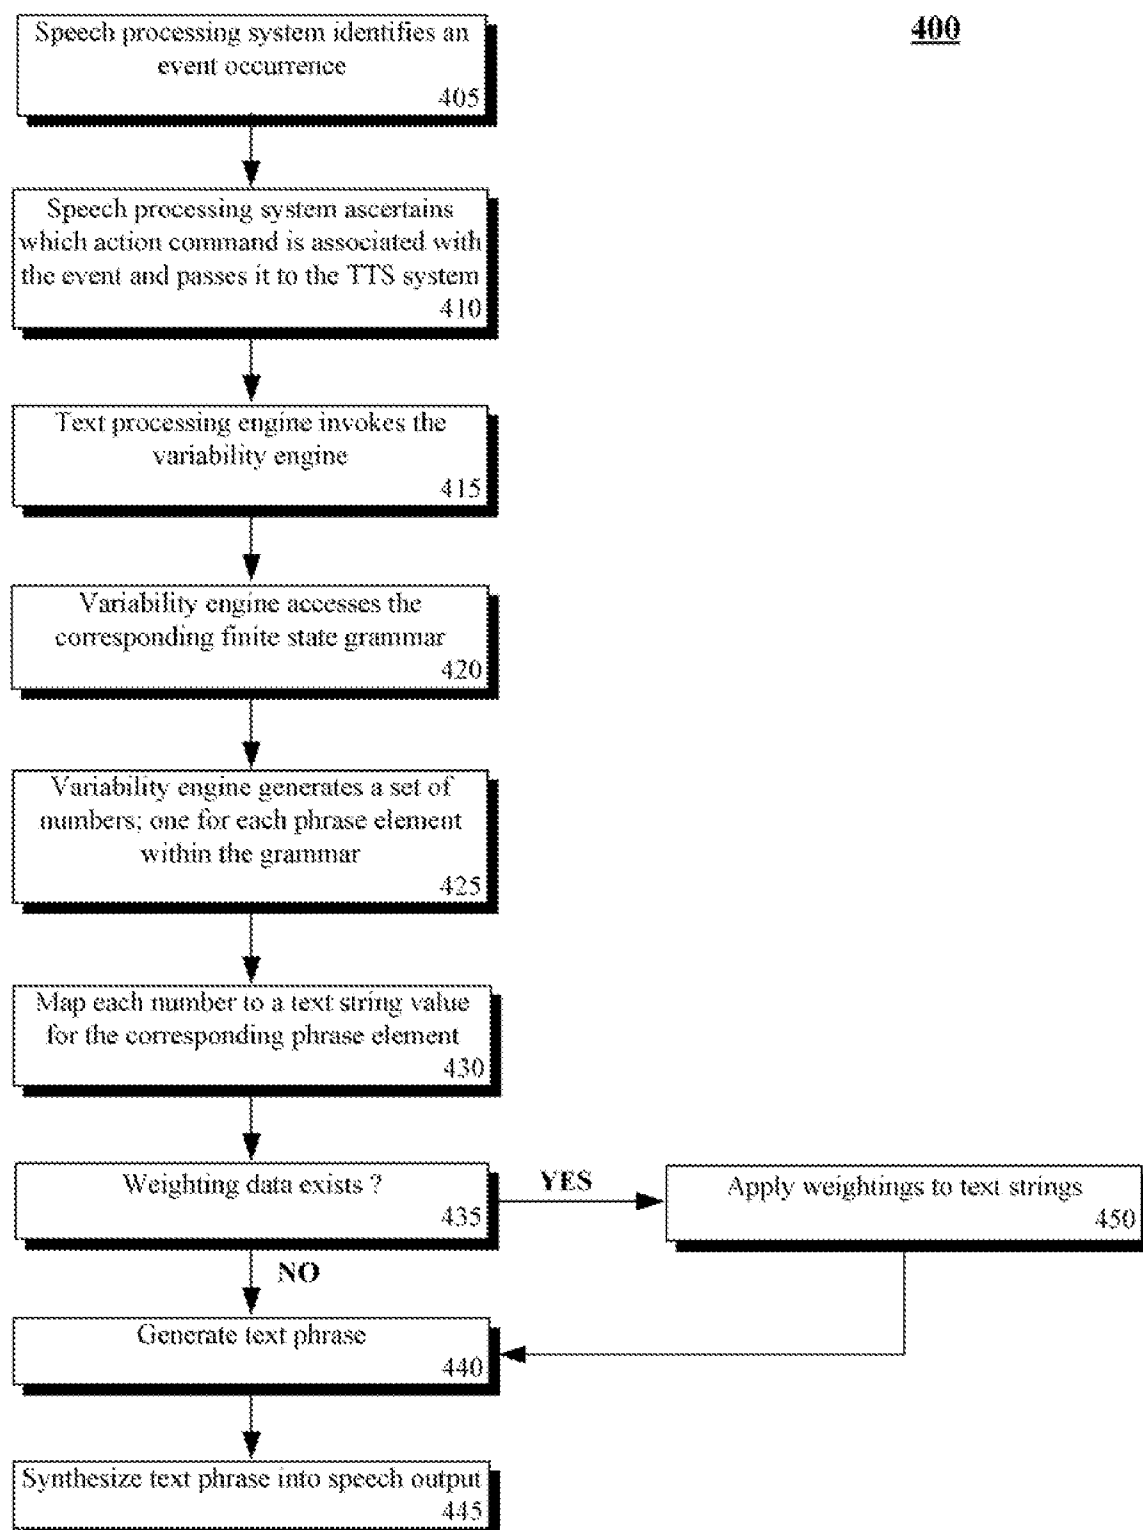 400
Speech processing system identifies an
event occurrence
405
Speech processing system ascertains
which action command is associated with
the event and passes it to the TTS system
410
Text processing engine invokes the
variability engine
415
Variability engine accesses the
corresponding finite state grammar
420
Variability engine generates a set of
numbers; one for each phrase element
within the grammar
425
Map each number to a text string value
for the corresponding phrase element
430
Weighting data exists ?
435
YES
Apply weightings to text strings
450
NO
Generate text phrase
440
Synthesize text phrase into speech output
445